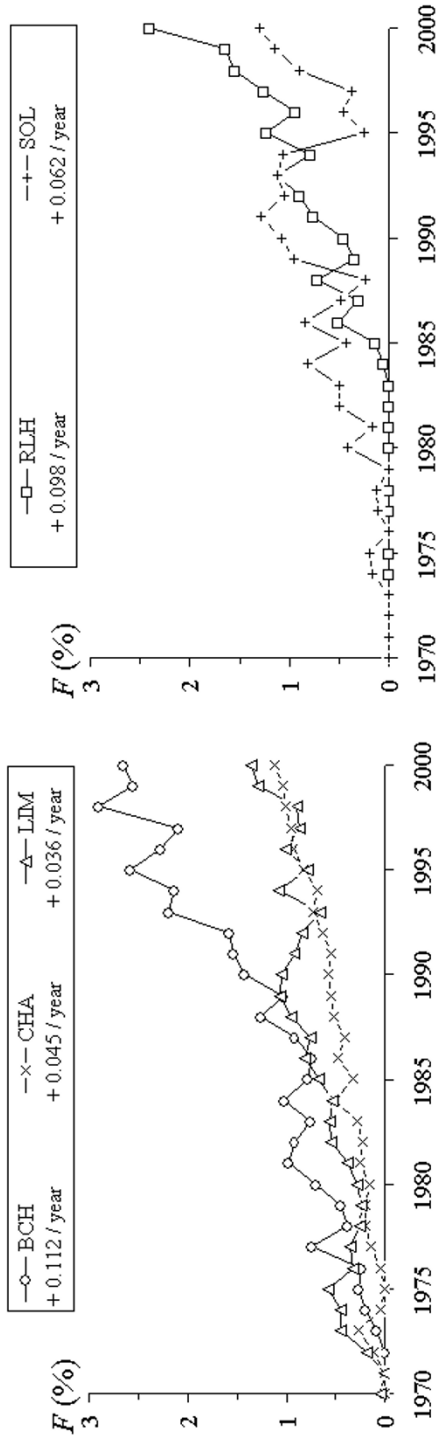 BCH CHA LIM
+ 0.112 / year + 0.045 / year + 0.036 / year
F (%)
3
2
1
0
1970 1975 1980 1985 1990 1995 2000
RLH SOL
+ 0.098 / year + 0.062 / year
F (%)
3
2
1
0
1970 1975 1980 1985 1990 1995 2000